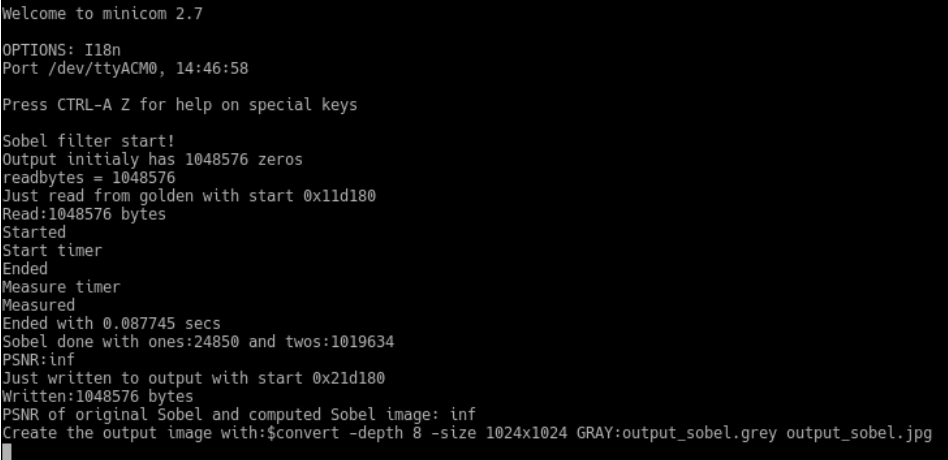 Welcome to minicom 2.7
OPTIONS: I18n
Port /dev/ttyACM0, 14:46:58
Press CTRL-A Z for help on special keys
Sobel filter start!
Output initialy has 1048576 zeros
readbytes = 1048576
Just read from golden with start 0x11d180
Read:1048576 bytes
Started
Start timer
Ended
Measure timer
Measured
Ended with 0.087745 secs
Sobel done with ones:24850 and twos:1019634
PSNR:inf
Just written to output with start 0x21d180
Written:1048576 bytes
PSNR of original Sobel and computed Sobel image: inf
Create the output image with:$convert -depth 8 -size 1024x1024 GRAY:output_sobel.grey output_sobel.jpg